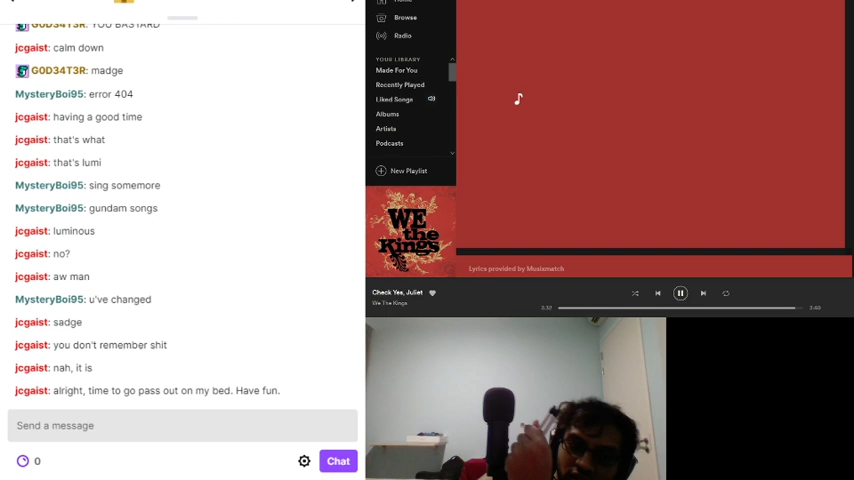 G0D34T3R: YOU BASTARD
jcgaist: calm down
G0D34T3R: madge
MysteryBoi95: error 404
jcgaist: having a good time
jcgaist: that's what
jcgaist: that's lumi
MysteryBoi95: sing somemore
MysteryBoi95: gundam songs
jcgaist: luminous
jcgaist: no?
jcgaist: aw man
MysteryBoi95: u've changed
jcgaist: sadge
jcgaist: you don't remember shit
jcgaist: nah, it is
jcgaist: alright, time to go pass out on my bed. Have fun.
Send a message
0
Chat
Browse
Radio
YOUR LIBRARY
Made For You
Recently Played
Liked Songs
Albums
Artists
Podcasts
New Playlist
WE
the
Kings
Lyrics provided by Musixmatch
Check Yes, Juliet
We The Kings
3:32
3:40